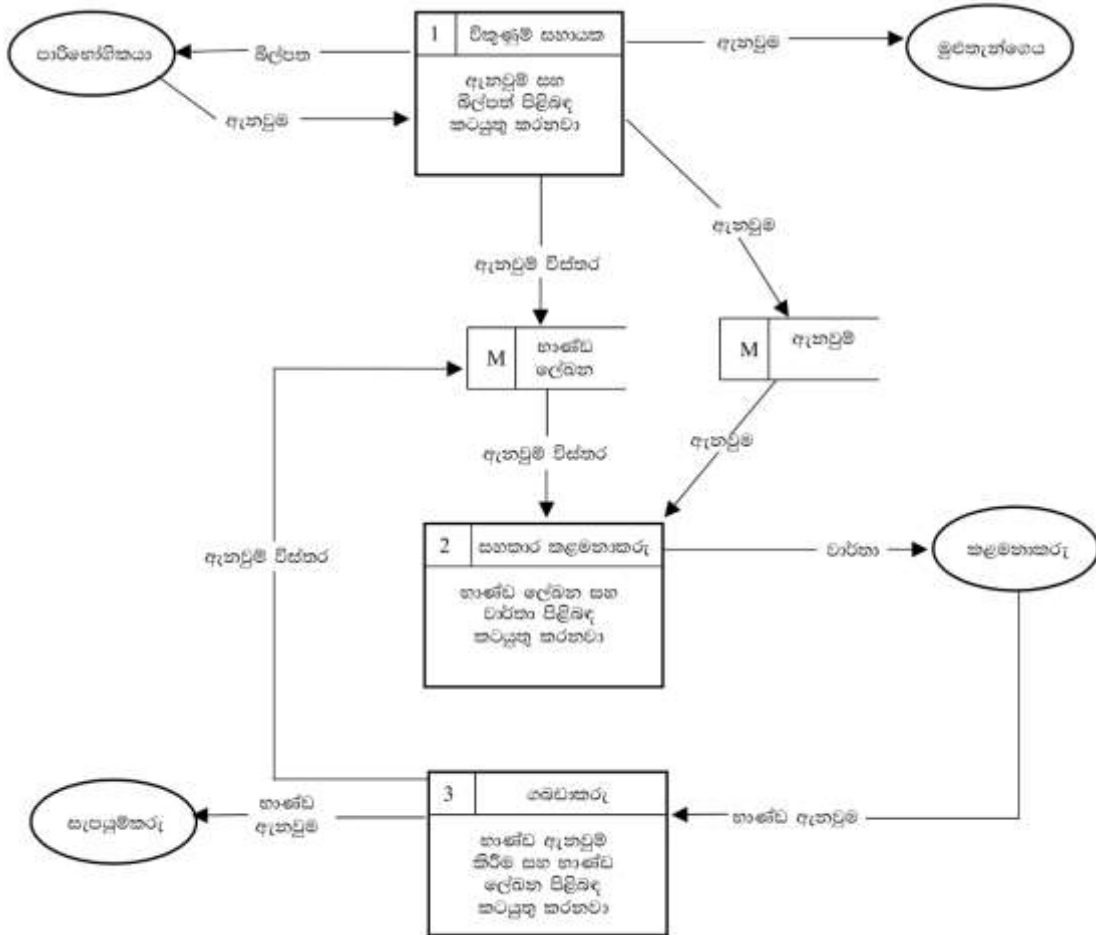 1 විකුණුම් සහායක
පාරිභෝගිකයා
බිල්පත
ඇනවුම
මුළුතැන්ගෙය
ඇනවුම් සහ
බිල්පත් පිළිබඳ
කටයුතු කරනවා
ඇනවුම
ඇනවුම
ඇනවුම් විස්තර
M භාණ්ඩ
ලේඛන
M ඇනවුම්
ඇනවුම
ඇනවුම් විස්තර
ඇනවුම් විස්තර
2 සහකාර කළමනාකරු
වාර්තා
කළමනාකරු
භාණ්ඩ ලේඛන සහ
වාර්තා පිළිබඳ
කටයුතු කරනවා
3 ගබඩාකරු
සැපයුම්කරු
භාණ්ඩ
ඇනවුම
භාණ්ඩ ඇනවුම
භාණ්ඩ ඇනවුම්
කිරීම සහ භාණ්ඩ
ලේඛන පිළිබඳ
කටයුතු කරනවා